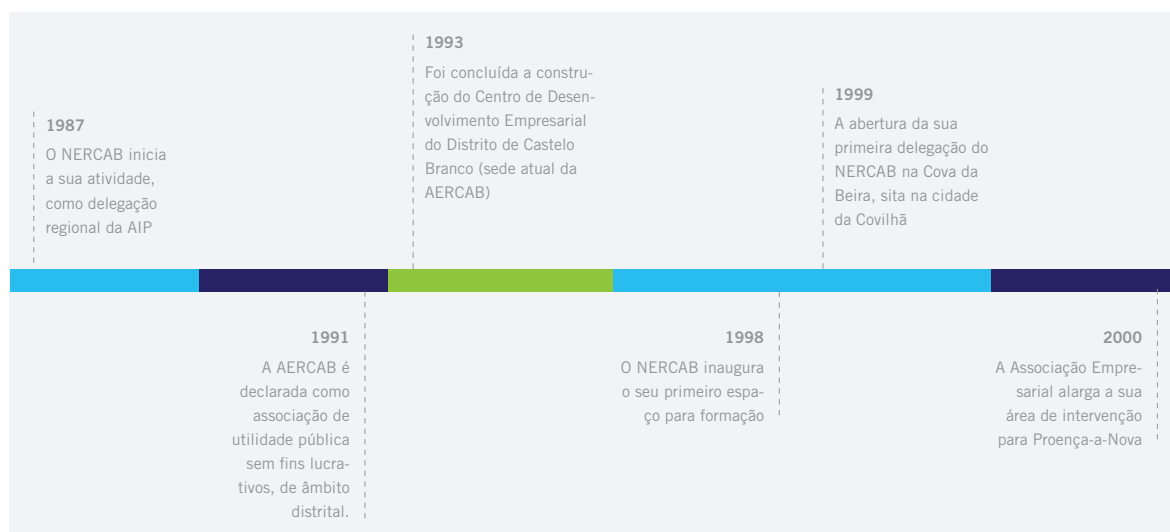 1987
O NERCAB inicia
a sua atividade,
como delegação
regional da AIP
1991
A AERCAB é
declarada como
associação de
utilidade pública
sem fins lucra-
tivos, de âmbito
distrital.
1993
Foi concluída a constru-
ção do Centro de Desen-
volvimento Empresarial
do Distrito de Castelo
Branco (sede atual da
AERCAB)
1998
O NERCAB inaugura
o seu primeiro espa-
ço para formação
1999
A abertura da sua
primeira delegação do
NERCAB na Cova da
Beira, sita na cidade
da Covilhã
2000
A Associação Empre-
sarial alarga a sua
área de intervenção
para Proença-a-Nova